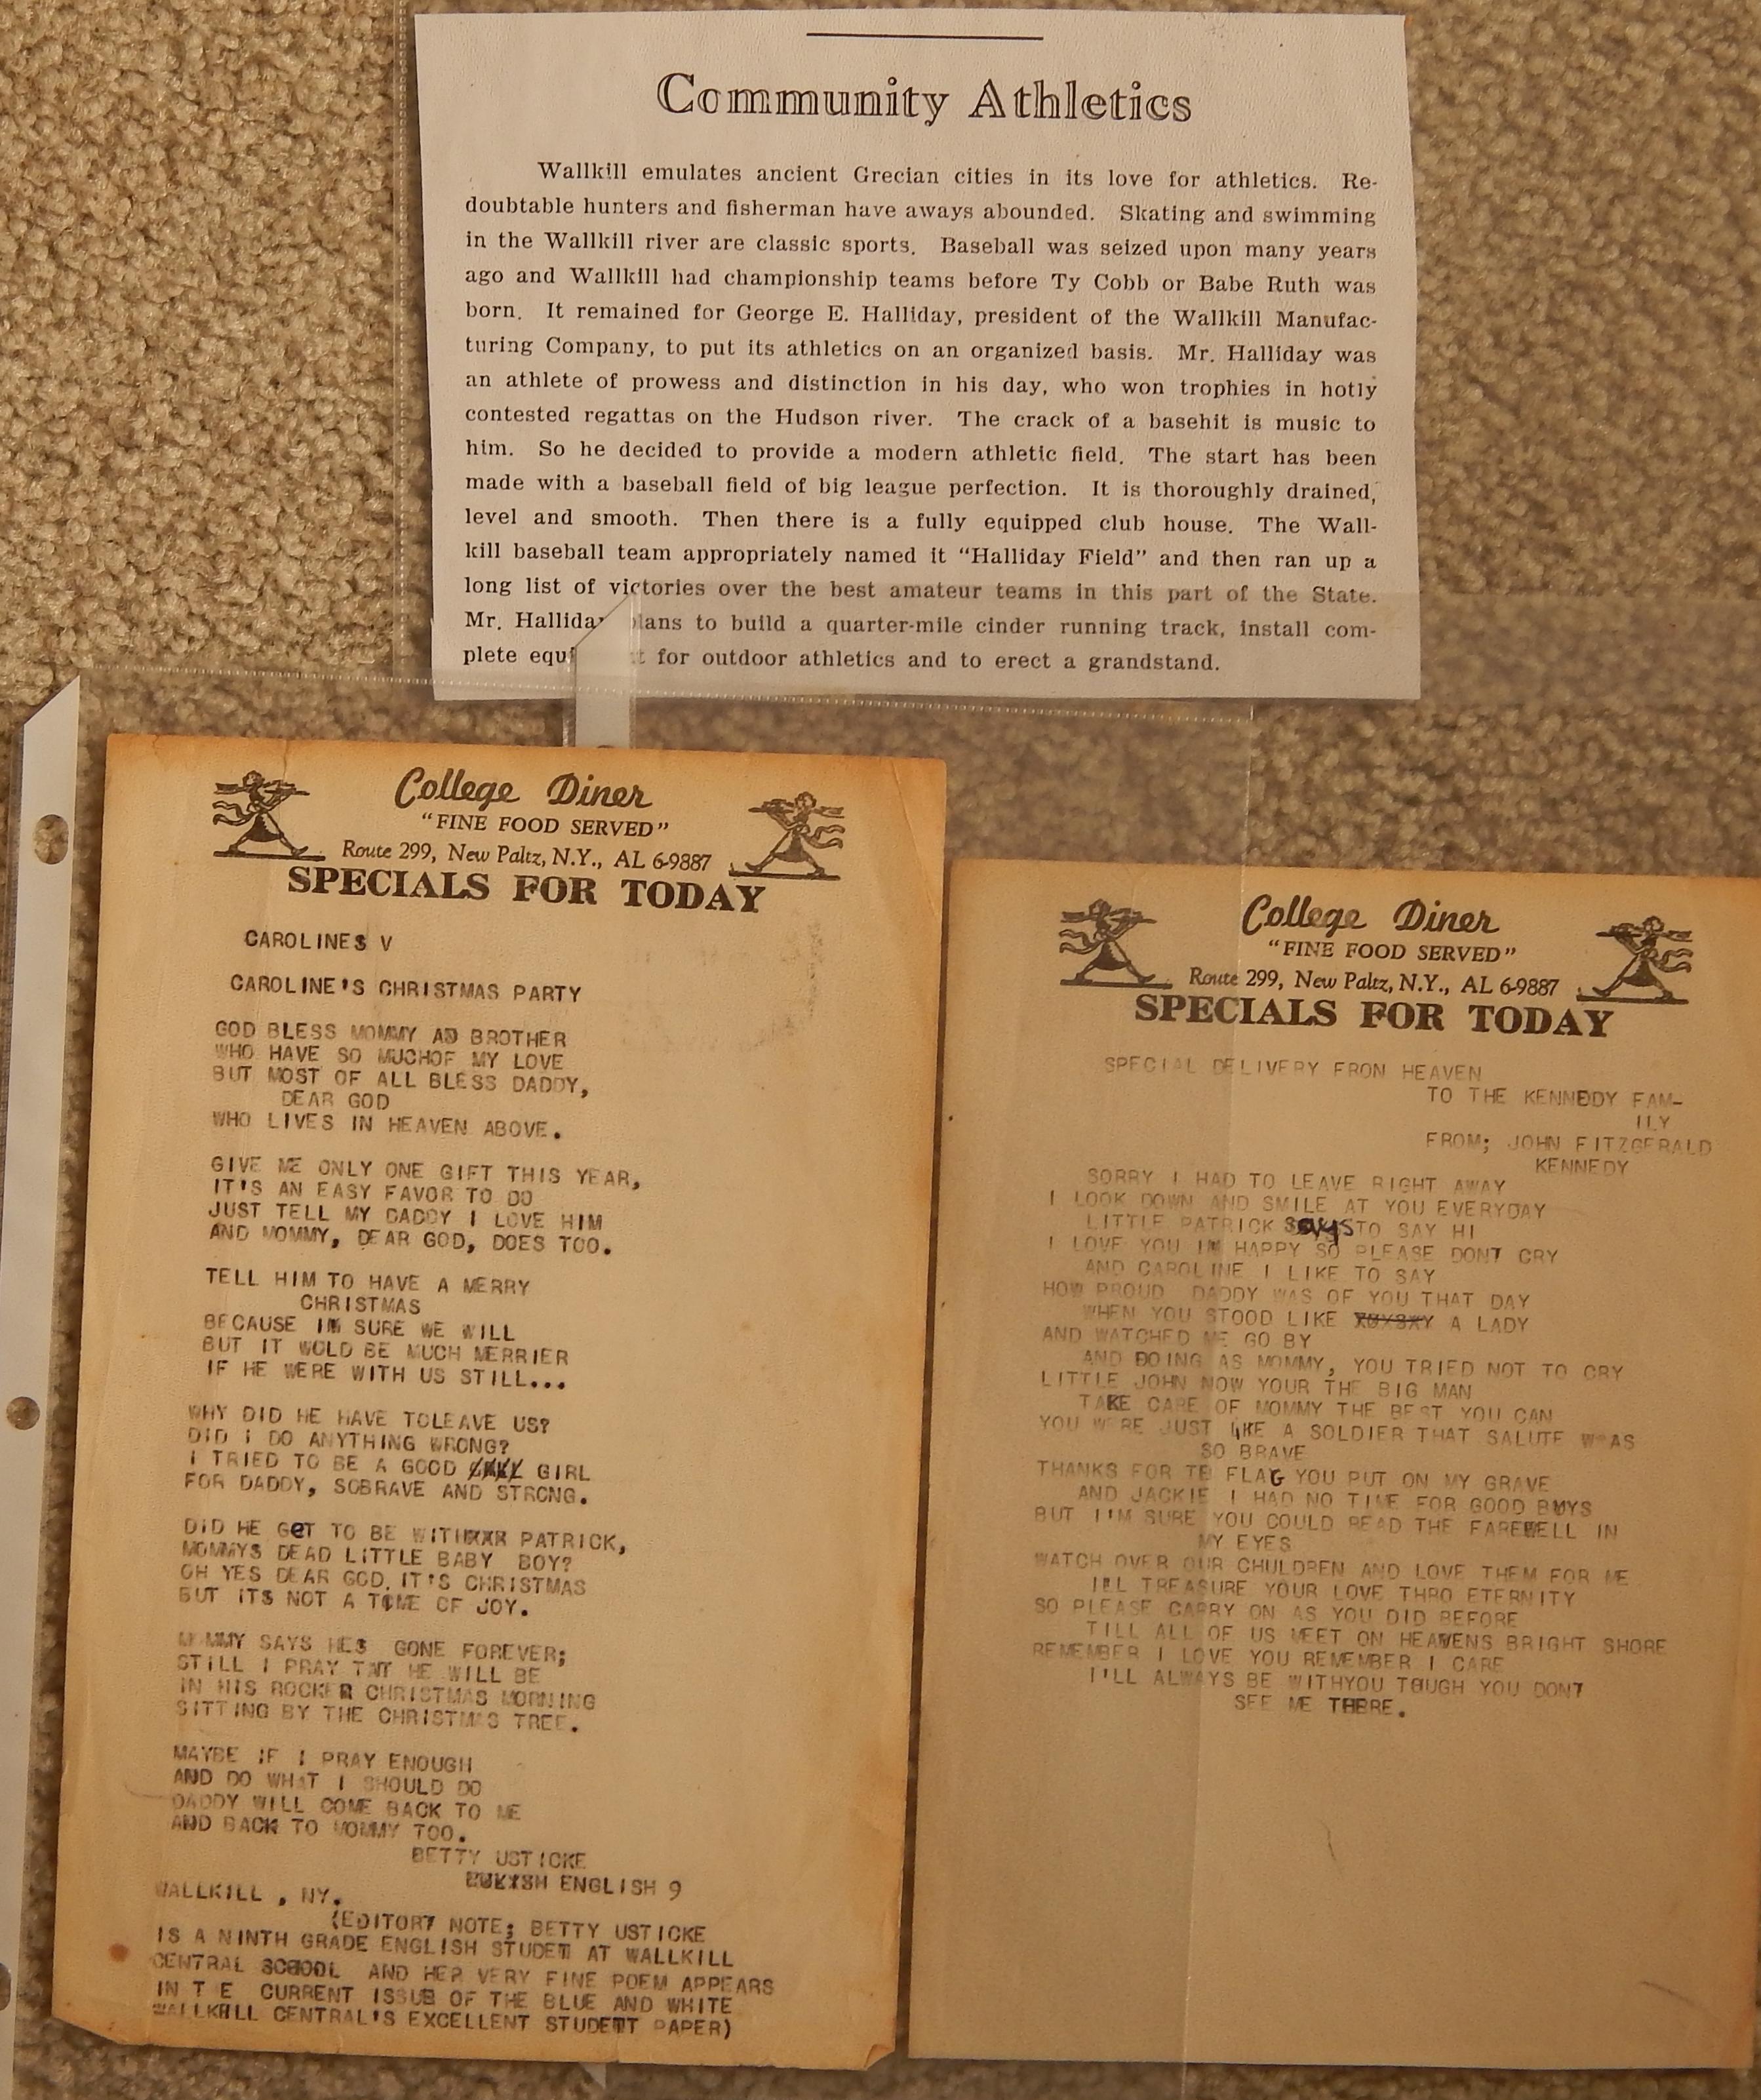 Community Athletics
Wallkill emulates ancient Grecian cities in its love for athletics. Re-
doubtable hunters and fisherman have aways abounded. Skating and swimming
in the Wallkill river are classic sports. Baseball was seized upon many years
ago and Wallkill had championship teams before Ty Cobb or Babe Ruth was
born. It remained for George E. Halliday, president of the Wallkill Manufac-
turing Company, to put its athletics on an organized basis. Mr. Halliday was
an athlete of prowess and distinction in his day, who won trophies in hotly
contested regattas on the Hudson river. The crack of a basehit is music to
him. So he decided to provide a modern athletic field. The start has been
made with a baseball field of big league perfection. It is thoroughly drained,
level and smooth. Then there is a fully equipped club house. The Wall-
kill baseball team appropriately named it “Halliday Field” and then ran up a
long list of victories over the best amateur teams in this part of the State.
Mr. Halliday plans to build a quarter-mile cinder running track, install com-
plete for outdoor athletics and to erect a grandstand.
College Diner
“FINE FOOD SERVED”
Route 299, New Paltz, N.Y., AL 6-9887
SPECIALS FOR TODAY
CAROLINES V
CAROLINE'S CHRISTMAS PARTY
GOD BLESS MOMMY AD BROTHER
WHO HAVE SO MUCHOF MY LOVE
BUT MOST OF ALL BLESS DADDY,
DEAR GOD
WHO LIVES IN HEAVEN ABOVE.
GIVE ME ONLY ONE GIFT THIS YEAR,
IT'S AN EASY FAVOR TO DO
JUST TELL MY DADDY I LOVE HIM
AND MOMMY, DEAR GOD, DOES TOO.
TELL HIM TO HAVE A MERRY
CHRISTMAS
BECAUSE IM SURE WE WILL
BUT IT WOLD BE MUCH MERRIER
IF HE WERE WITH US STILL...
WHY DID HE HAVE TOLEAVE US?
DID I DO ANYTHING WRONG?
I TRIED TO BE A GOOD GIRL
FOR DADDY, SOBRAVE AND STRONG.
DID HE GeT TO BE PATRICK,
MOMMYS DEAD LITTLE BABY BOY?
OH YES DEAR GOD, IT'S CHRISTMAS
BUT ITS NOT A TIME OF JOY.
MOMMY SAYS HES GONE FOREVER;
STILL I PRAY TAT HE WILL BE
IN HIS ROCKER CHRISTMAS MORNING
SITTING BY THE CHRISTMAS TREE.
MAYBE IF I PRAY ENOUGH
AND DO WHAT I SHOULD DO
DADDY WILL COME BACK TO ME
AND BACK TO MOMMY TOO.
BETTY USTICKE
ENGLISH 9
WALLKILL , NY.
(EDITOR7 NOTE; BETTY USTICKE
IS A NINTH GRADE ENGLISH STUDET AT WALLKILL
CENTRAL SCHOOL AND HER VERY FINE POEM APPEARS
IN T E CURRENT ISSUE OF THE BLUE AND WHITE
WALLKILL CENTRAL'S EXCELLENT STUDENT PAPER)
College Diner
“FINE FOOD SERVED”
Route 299, New Paltz, N.Y., AL 6-9887
SPECIALS FOR TODAY
SPECIAL DELIVERY FRON HEAVEN
TO THE KENNEDY FAM-
ILY
FROM; JOHN FITZGERALD
KENNEDY
SORRY I HAD TO LEAVE RIGHT AWAY
I LOOK DOWN AND SMILE AT YOU EVERYDAY
LITTLE PATRICK says TO SAY HI
I LOVE YOU IM HAPPY SO PLEASE DONT CRY
AND CAROLINE I LIKE TO SAY
HOW PROUD DADDY WAS OF YOU THAT DAY
WHEN YOU STOOD LIKE A LADY
AND WATCHED ME GO BY
AND DOING AS MOMMY, YOU TRIED NOT TO CRY
LITTLE JOHN NOW YOUR THE BIG MAN
TAKE CARE OF MOMMY THE BEST YOU CAN
YOU WERE JUST LIKE A SOLDIER THAT SALUTE WAS
SO BRAVE
THANKS FOR TE FLAG YOU PUT ON MY GRAVE
AND JACKIE I HAD NO TIME FOR GOOD BUYS
BUT I'M SURE YOU COULD READ THE FAREWELL IN
MY EYES
WATCH OVER OUR CHULDREN AND LOVE THEM FOR ME
ILL TREASURE YOUR LOVE THRO ETERNITY
SO PLEASE CARRY ON AS YOU DID BEFORE
TILL ALL OF US MEET ON HEAVENS BRIGHT SHORE
REMEMBER I LOVE YOU REMEMBER I CARE
I'LL ALWAYS BE WITHYOU TOUGH YOU DONT
SEE ME THERE.